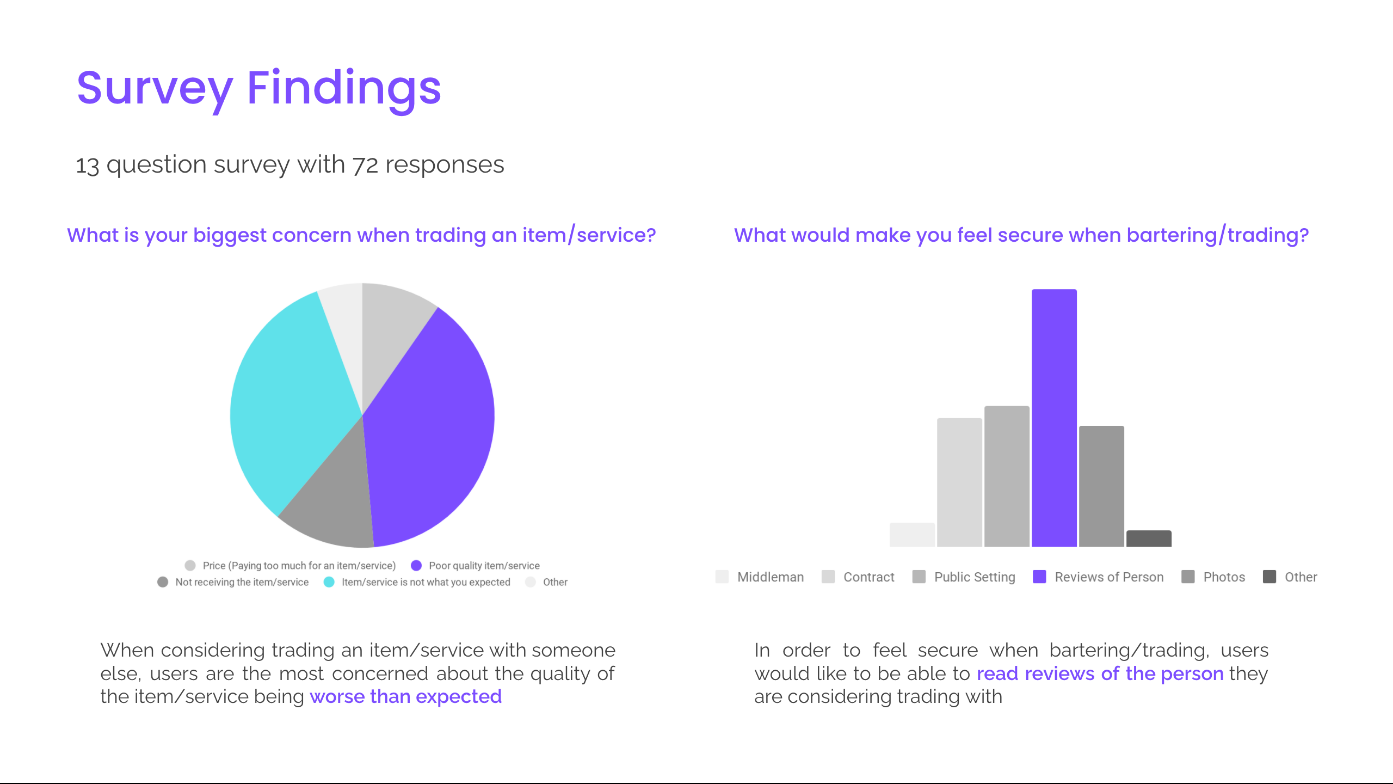 Survey Findings
13 question survey with 72 responses
What is your biggest concern when trading an item/service?
Price (Paying too much for an item/service) Poor quality item/service
Not receiving the item/service Item/service is not what you expected Other
When considering trading an item/service with someone
else, users are the most concerned about the quality of
the item/service being worse than expected
What would make you feel secure when bartering/trading?
Middleman Contract Public Setting Reviews of Person Photos Other
In order to feel secure when bartering/trading, users
would like to be able to read reviews of the person they
are considering trading with